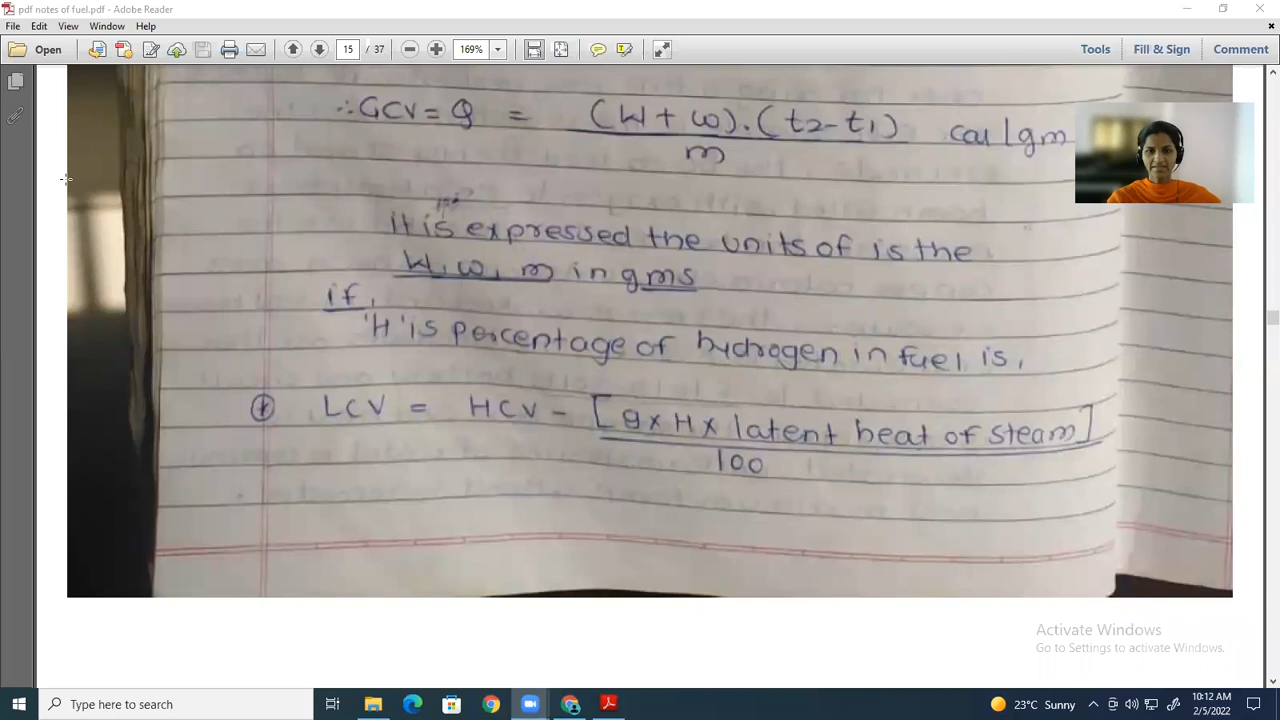 pdf notes of fuel.pdf - Adobe Reader
File Edit View Window Help
Open 15 / 37 169% Tools Fill & Sign Comment
∴GCV = Q = (W + w).(t2-t1) cal/gm
m
It is expressed the units of is the
W, w, m in gms
if,
'H' is percentage of hydrogen in fuel is,
* LCV = HCV - [9 x H x latent heat of steam]
100
Activate Windows
Go to Settings to activate Windows.
Type here to search
23°C Sunny
10:12 AM
2/5/2022